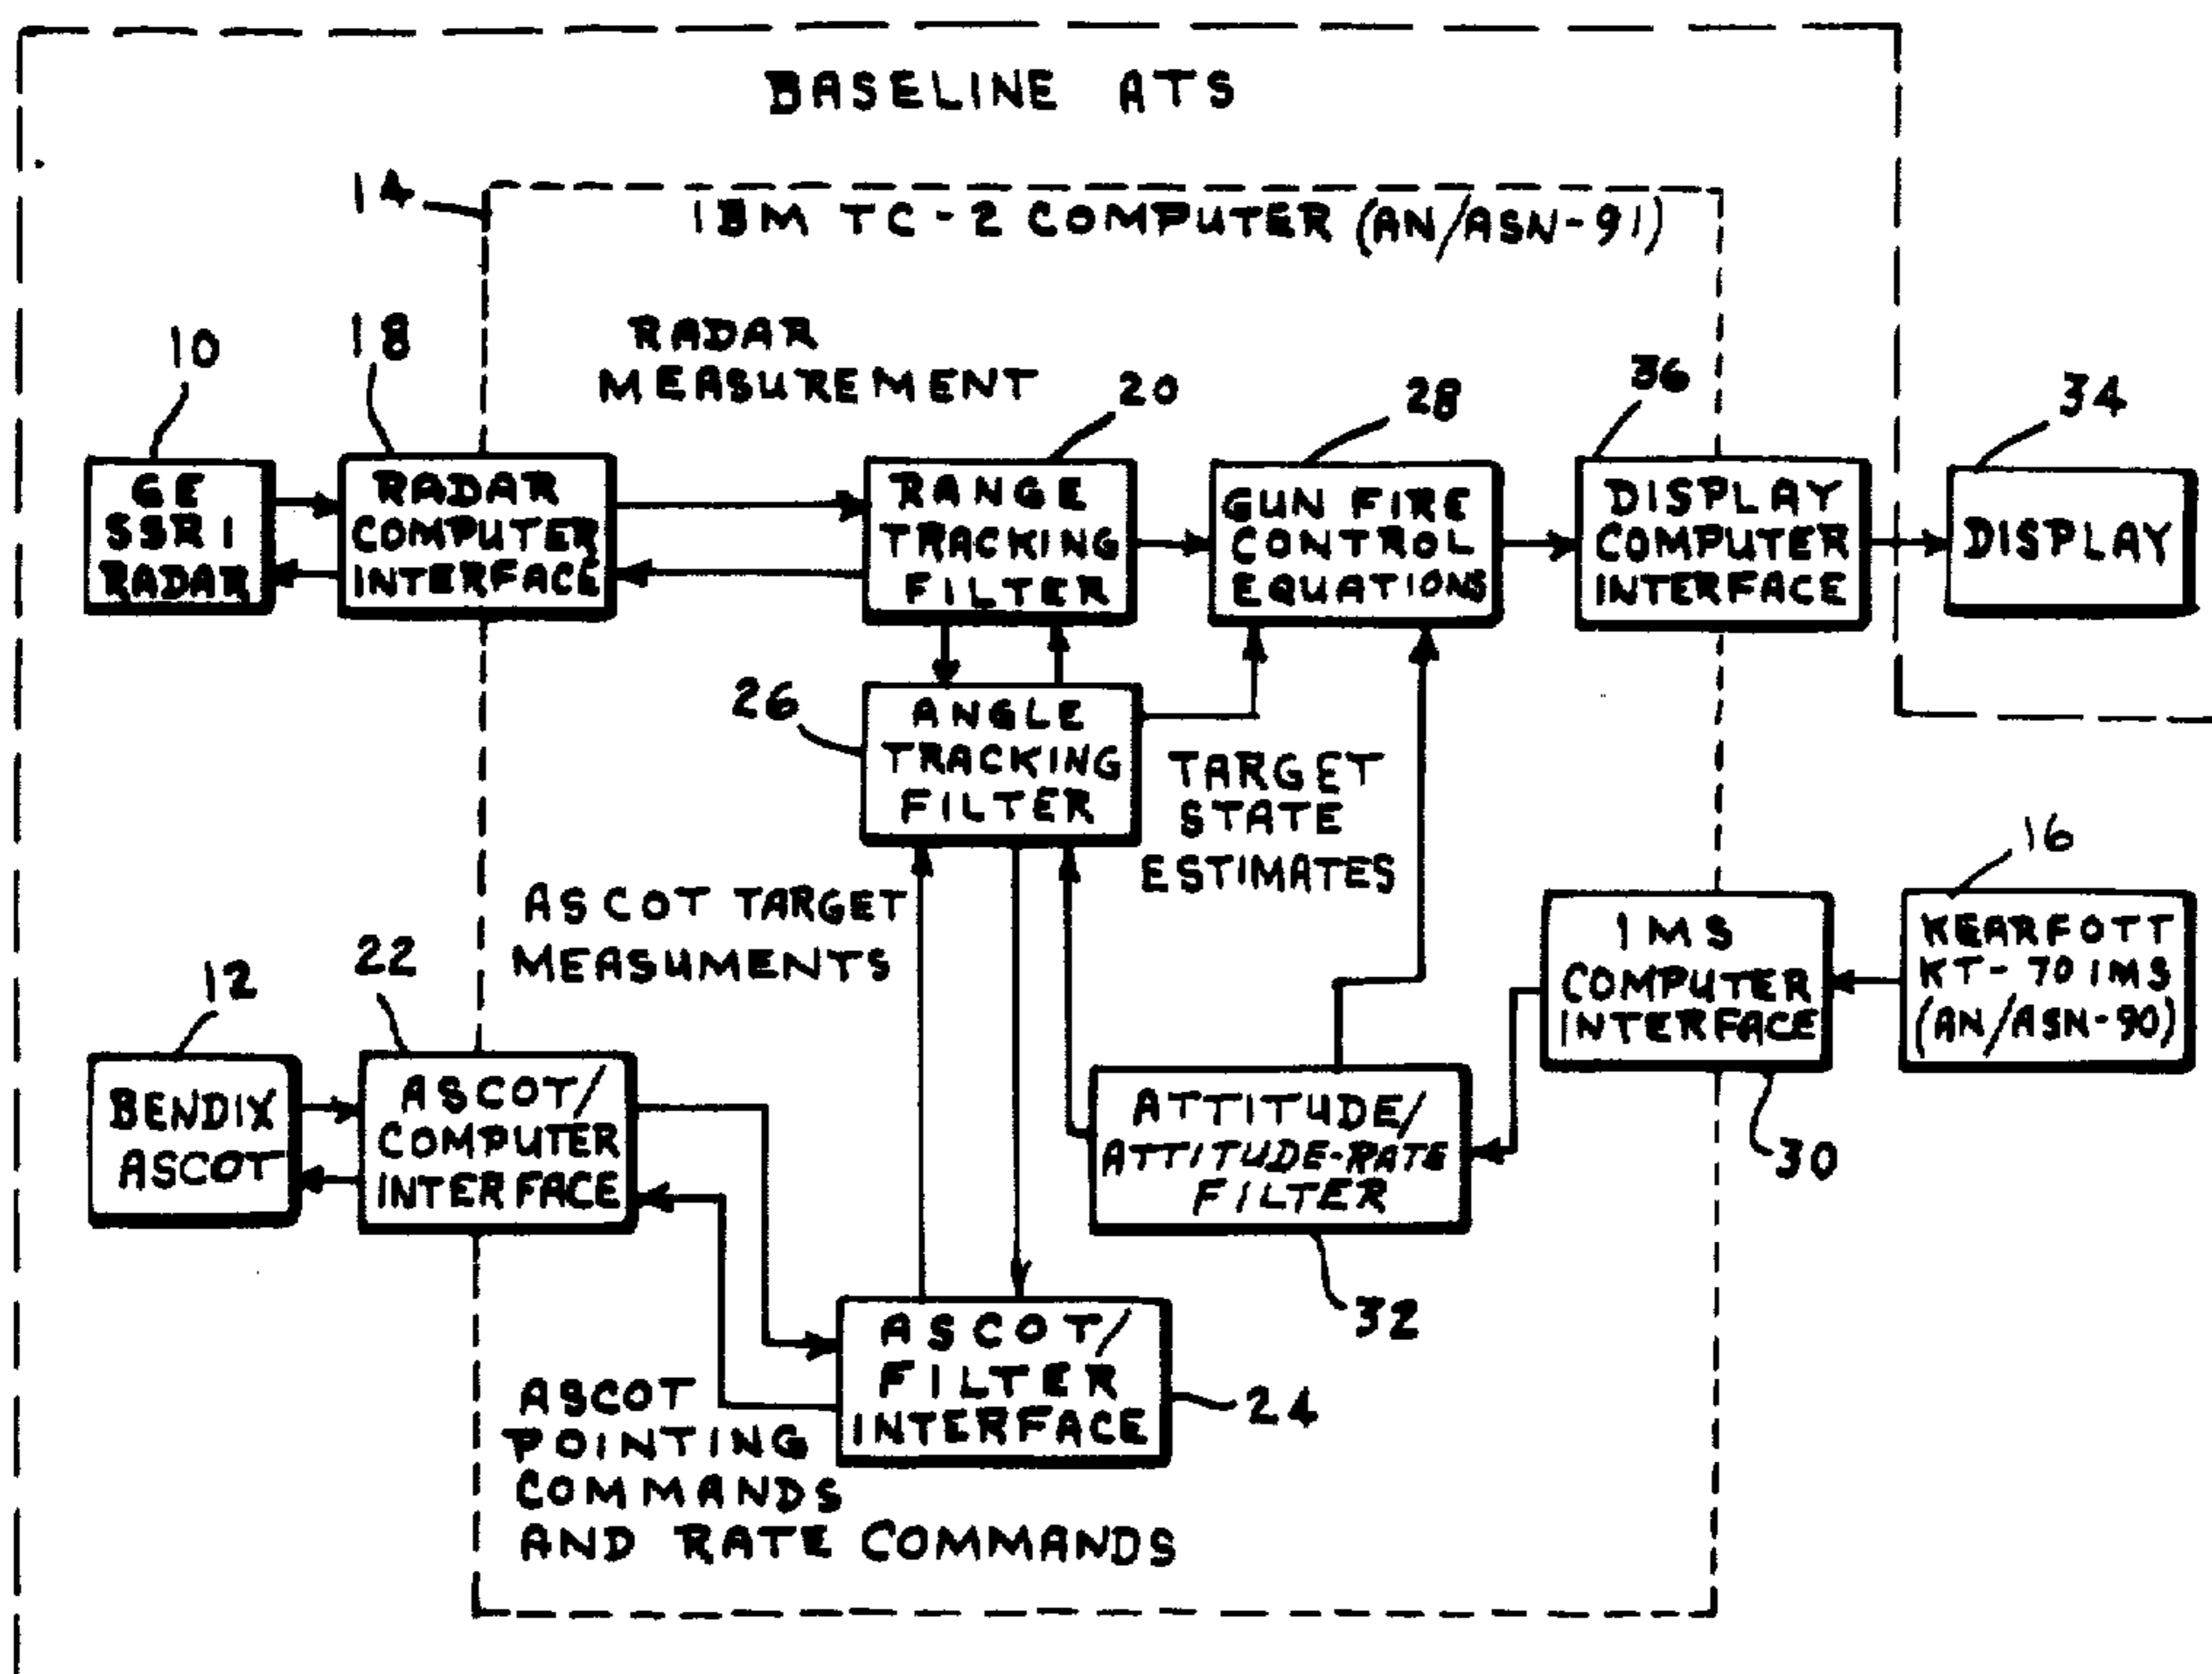 BASELINE ATS
14
IBM TC-2 COMPUTER (AN/ASN-91)
10
18
RADAR
MEASUREMENT
20
28
36
34
GE
SSR1
RADAR
RADAR
COMPUTER
INTERFACE
RANGE
TRACKING
FILTER
GUN FIRE
CONTROL
EQUATIONS
DISPLAY
COMPUTER
INTERFACE
DISPLAY
26
ANGLE
TRACKING
FILTER
TARGET
STATE
ESTIMATES
16
ASCOT TARGET
MEASUMENTS
12
22
IMS
COMPUTER
INTERFACE
KEARFOTT
KT-70 IMS
(AN/ASN-90)
BENDIX
ASCOT
ASCOT/
COMPUTER
INTERFACE
ATTITUDE/
ATTITUDE-RATE
FILTER
30
32
ASCOT/
FILTER
INTERFACE
24
ASCOT
POINTING
COMMANDS
AND RATE COMMANDS